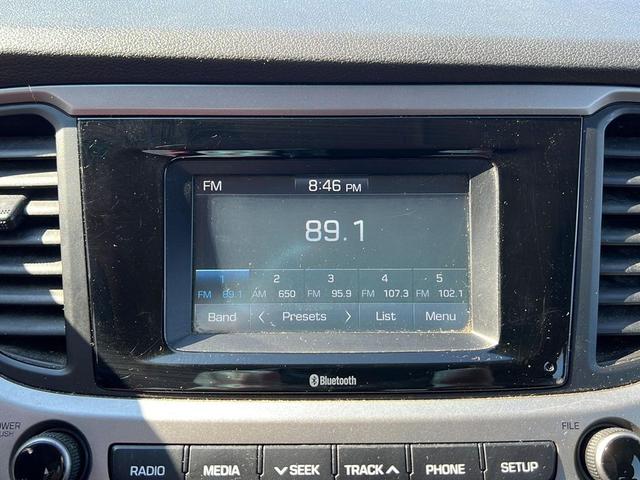 FM 8:46 PM
89.1
1 2 3 4 5
FM 89.1 AM 650 FM 95.9 FM 107.3 FM 102.1
Band < Presets > List Menu
Bluetooth
FILE
RADIO MEDIA SEEK TRACK PHONE SETUP